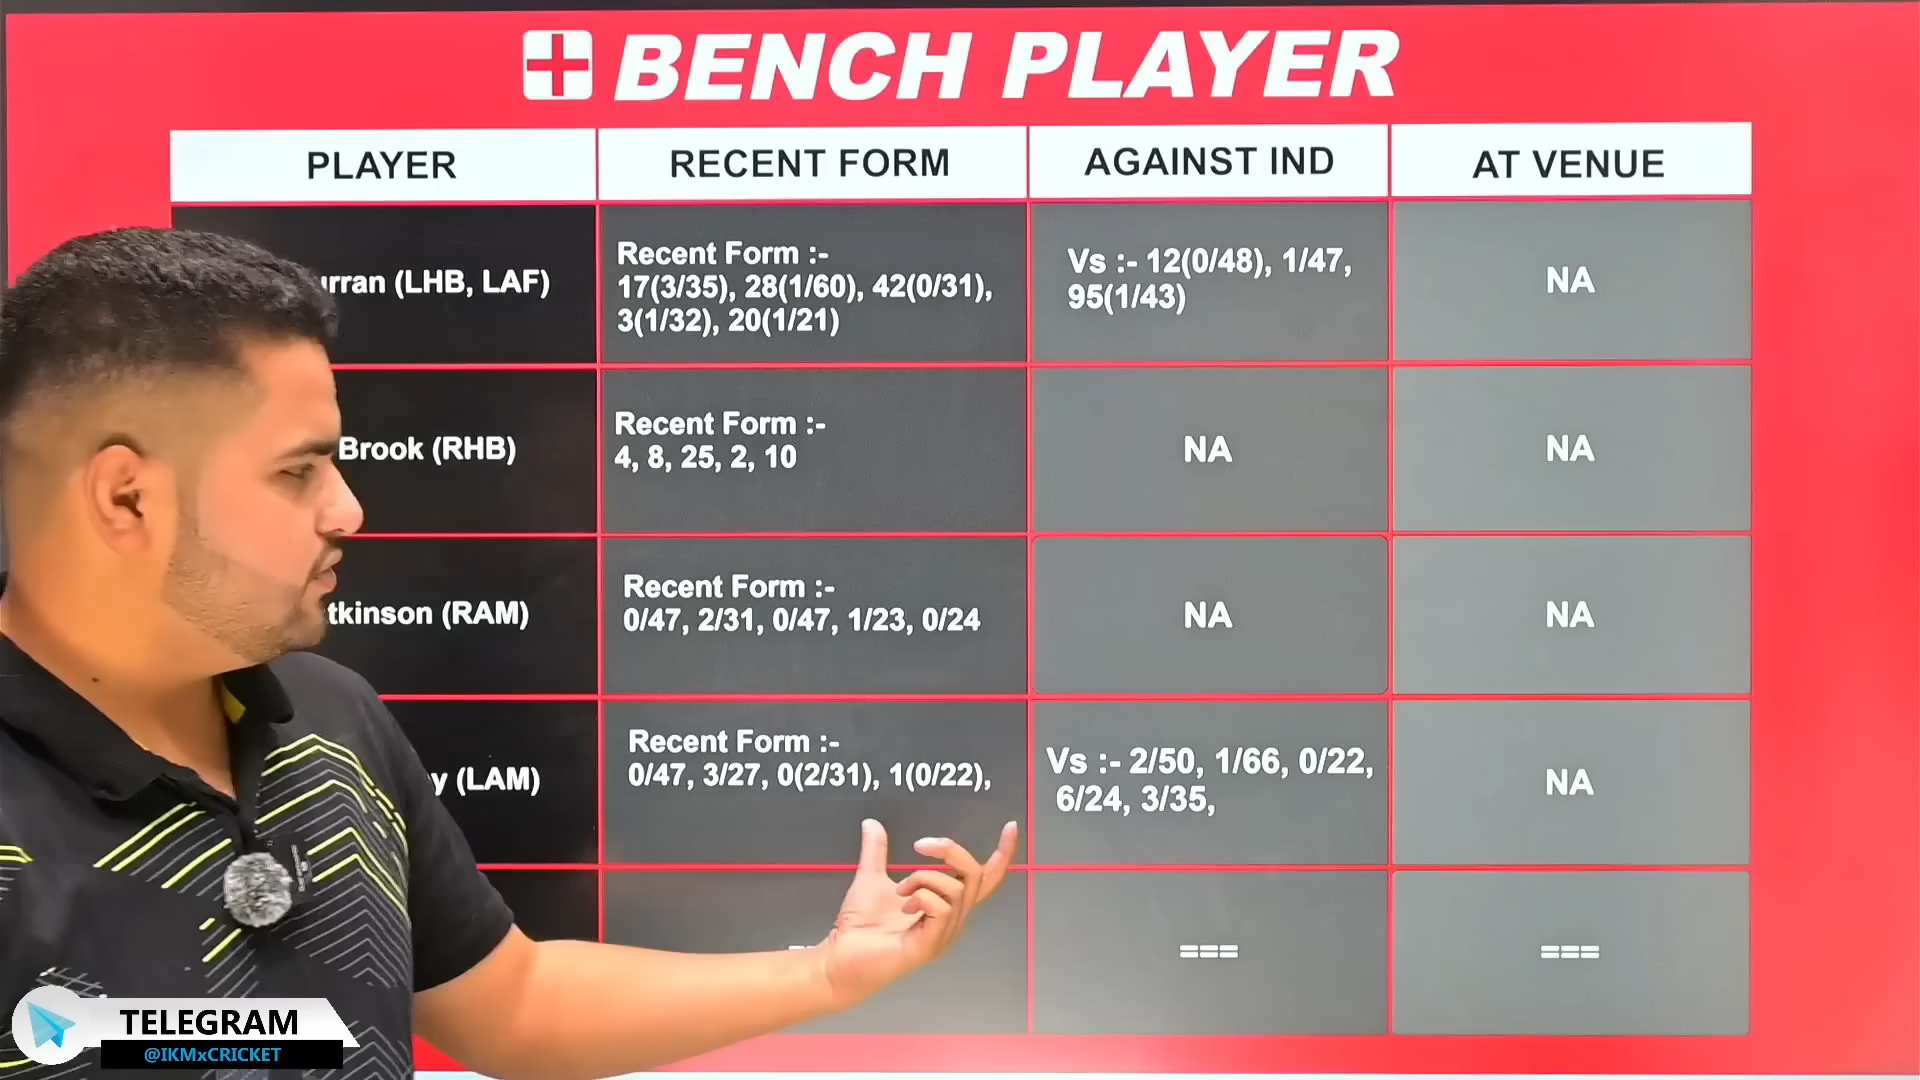 BENCH PLAYER
PLAYER
RECENT FORM
AGAINST IND
AT VENUE
(LHB, LAF)
Recent Form :-
17(3/35), 28(1/60), 42(0/31),
3(1/32), 20(1/21)
Vs :- 12(0/48), 1/47,
95(1/43)
NA
Brook (RHB)
Recent Form :-
4, 8, 25, 2, 10
NA
NA
tkinson (RAM)
Recent Form :-
0/47, 2/31, 0/47, 1/23, 0/24
NA
NA
y (LAM)
Recent Form :-
0/47, 3/27, 0(2/31), 1(0/22),
Vs :- 2/50, 1/66, 0/22,
6/24, 3/35,
NA
===
===
TELEGRAM
@IKMxCRICKET